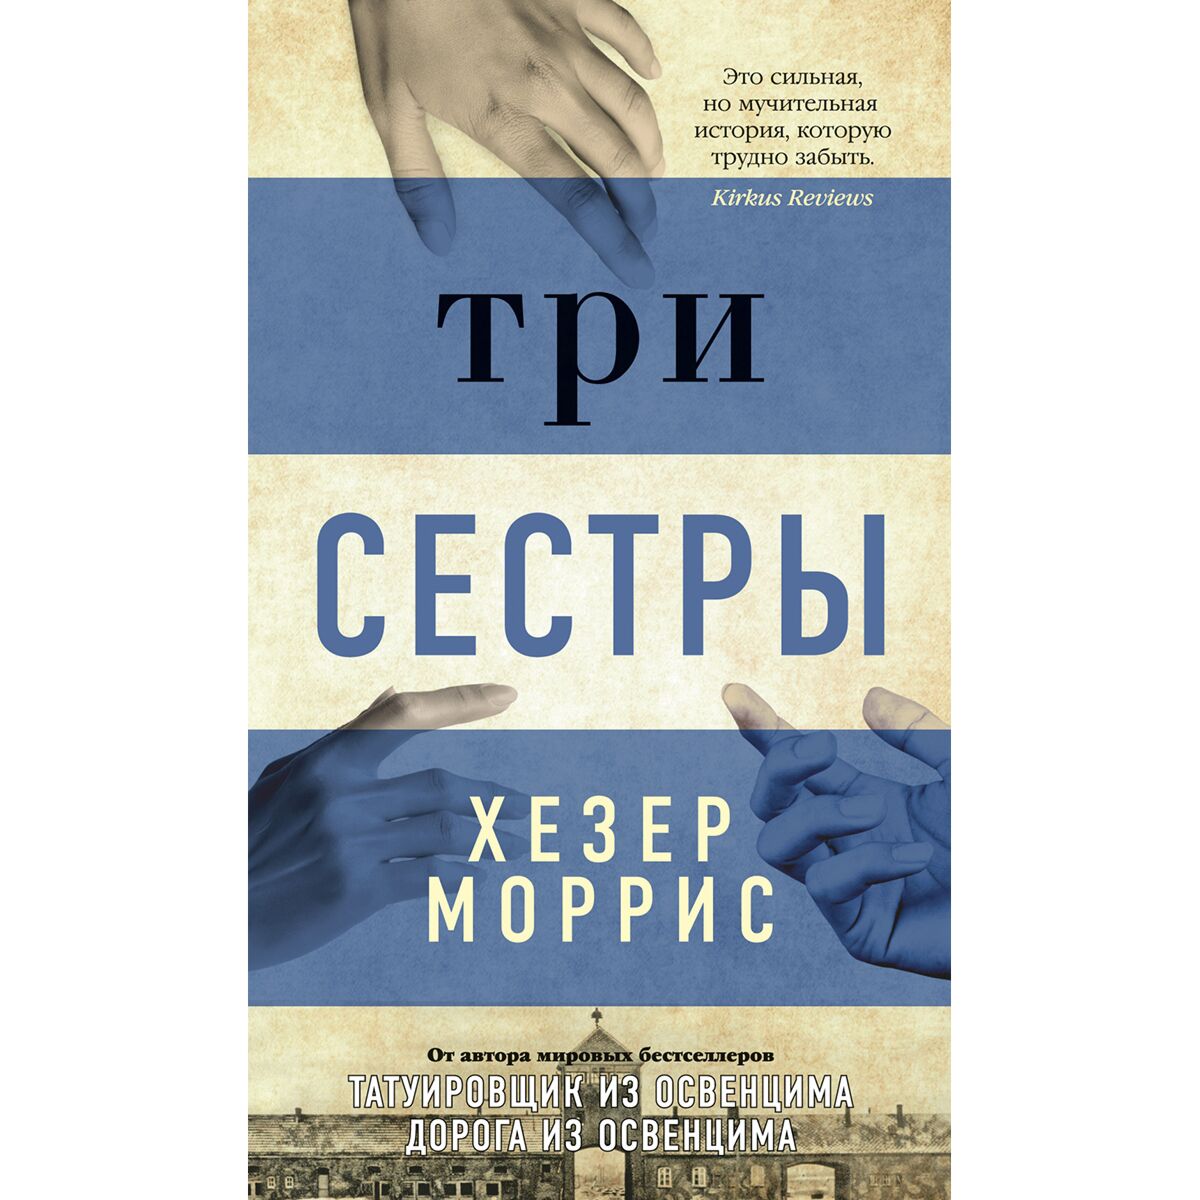 Это сильная,
но мучительная
история, которую
трудно забыть.
Kirkus Reviews
три
СЕСТРЫ
ХЕЗЕР
МОРРИС
От автора мировых бестселлеров
ТАТУИРОВЩИК ИЗ ОСВЕНЦИМА
ДОРОГА ИЗ ОСВЕНЦИМА